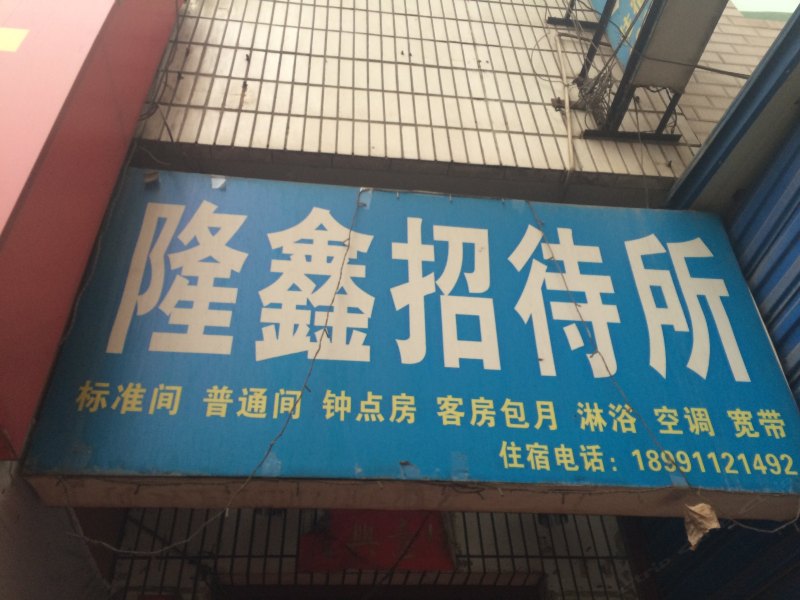 隆鑫招待所
标准间 普通间 钟点房 客房包月 淋浴 空调 宽带
住宿电话：18991121492